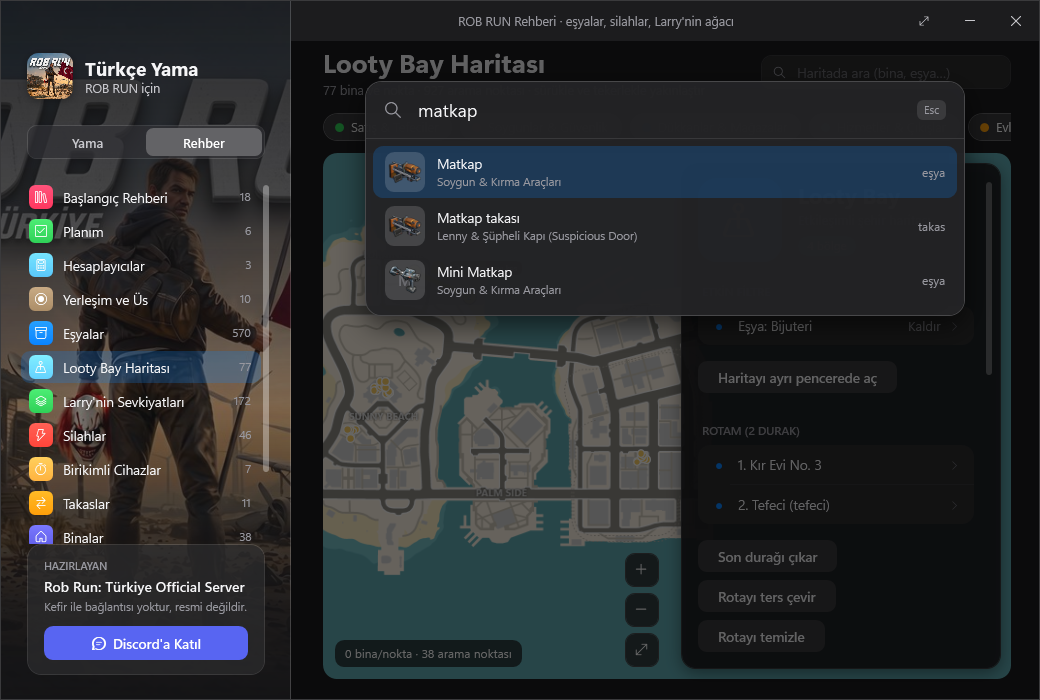 ROB RUN Rehberi · eşyalar, silahlar, Larry'nin ağacı
ROB RUN
Türkçe Yama
ROB RUN için
Yama
Rehber
Başlangıç Rehberi 18
Planım 6
Hesaplayıcılar 3
Yerleşim ve Üs 10
Eşyalar 570
Looty Bay Haritası 77
Larry'nin Sevkiyatları 172
Silahlar 46
Birikimli Cihazlar 7
Takaslar 11
Binalar 38
HAZIRLAYAN
Rob Run: Türkiye Official Server
Kefir ile bağlantısı yoktur, resmi değildir.
Discord'a Katıl
Looty Bay Haritası
77 bina
Haritada ara (bina, eşya...)
matkap
Esc
Matkap
Soygun & Kırma Araçları
eşya
Matkap takası
Lenny & Şüpheli Kapı (Suspicious Door)
takas
Mini Matkap
Soygun & Kırma Araçları
eşya
Eşya: Bijuteri Kaldır
Haritayı ayrı pencerede aç
ROTAM (2 DURAK)
1. Kır Evi No. 3
2. Tefeci (tefeci)
Son durağı çıkar
Rotayı ters çevir
Rotayı temizle
SUNNY BEACH
PALM SIDE
0 bina/nokta · 38 arama noktası